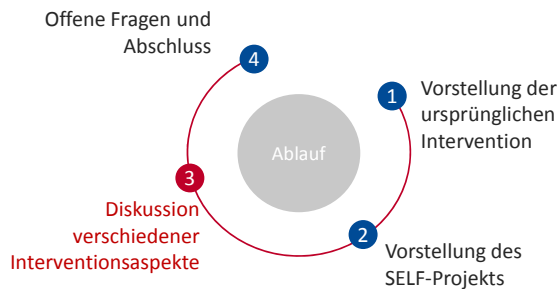 Ablauf
1
Vorstellung der
ursprünglichen
Intervention
2
Vorstellung des
SELF-Projekts
3
Diskussion
verschiedener
Interventionsaspekte
4
Offene Fragen und
Abschluss